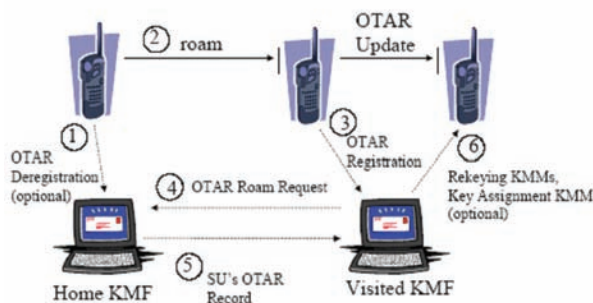 ② roam
OTAR
Update
①
OTAR
Deregistration
(optional)
③
OTAR
Registration
⑥
Rekeying KMMs,
Key Assignment KMM
(optional)
④ OTAR Roam Request
⑤ SU's OTAR
Record
Home KMF
Visited KMF